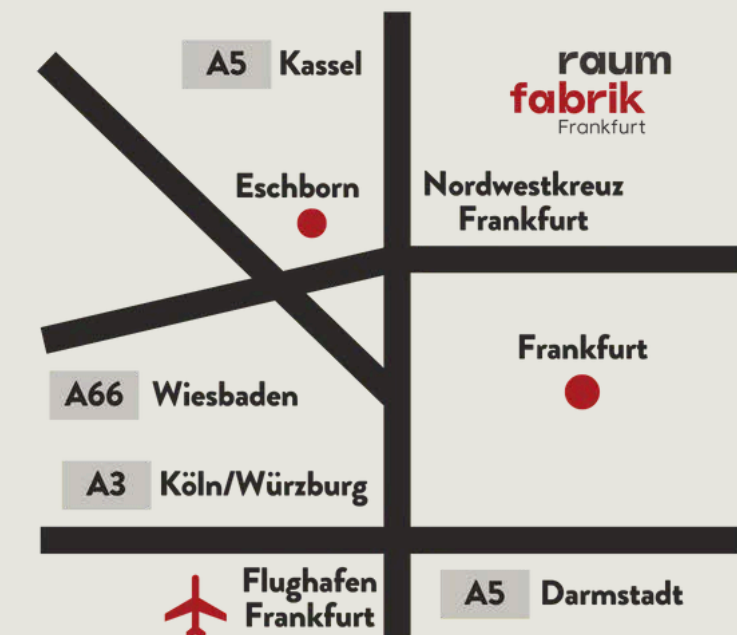 A5 Kassel
raum
fabrik
Frankfurt
Eschborn
Nordwestkreuz
Frankfurt
Frankfurt
A66 Wiesbaden
A3 Köln/Würzburg
Flughafen
Frankfurt
A5 Darmstadt